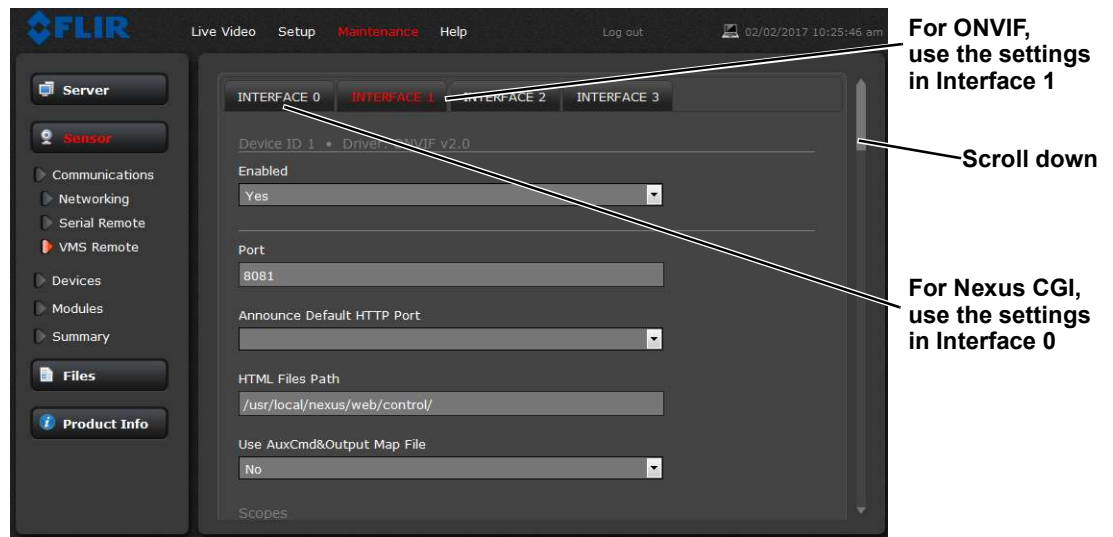 FLIR
Live Video Setup Maintenance Help Log out 02/02/2017 10:25:46 am
Server
Sensor
Communications
Networking
Serial Remote
VMS Remote
Devices
Modules
Summary
Files
Product Info
INTERFACE 0 INTERFACE 1 INTERFACE 2 INTERFACE 3
Device ID 1 • Driver: ONVIF v2.0
Enabled
Yes
Port
8081
Announce Default HTTP Port
HTML Files Path
/usr/local/nexus/web/control/
Use AuxCmd&Output Map File
No
Scopes
For ONVIF,
use the settings
in Interface 1
Scroll down
For Nexus CGI,
use the settings
in Interface 0